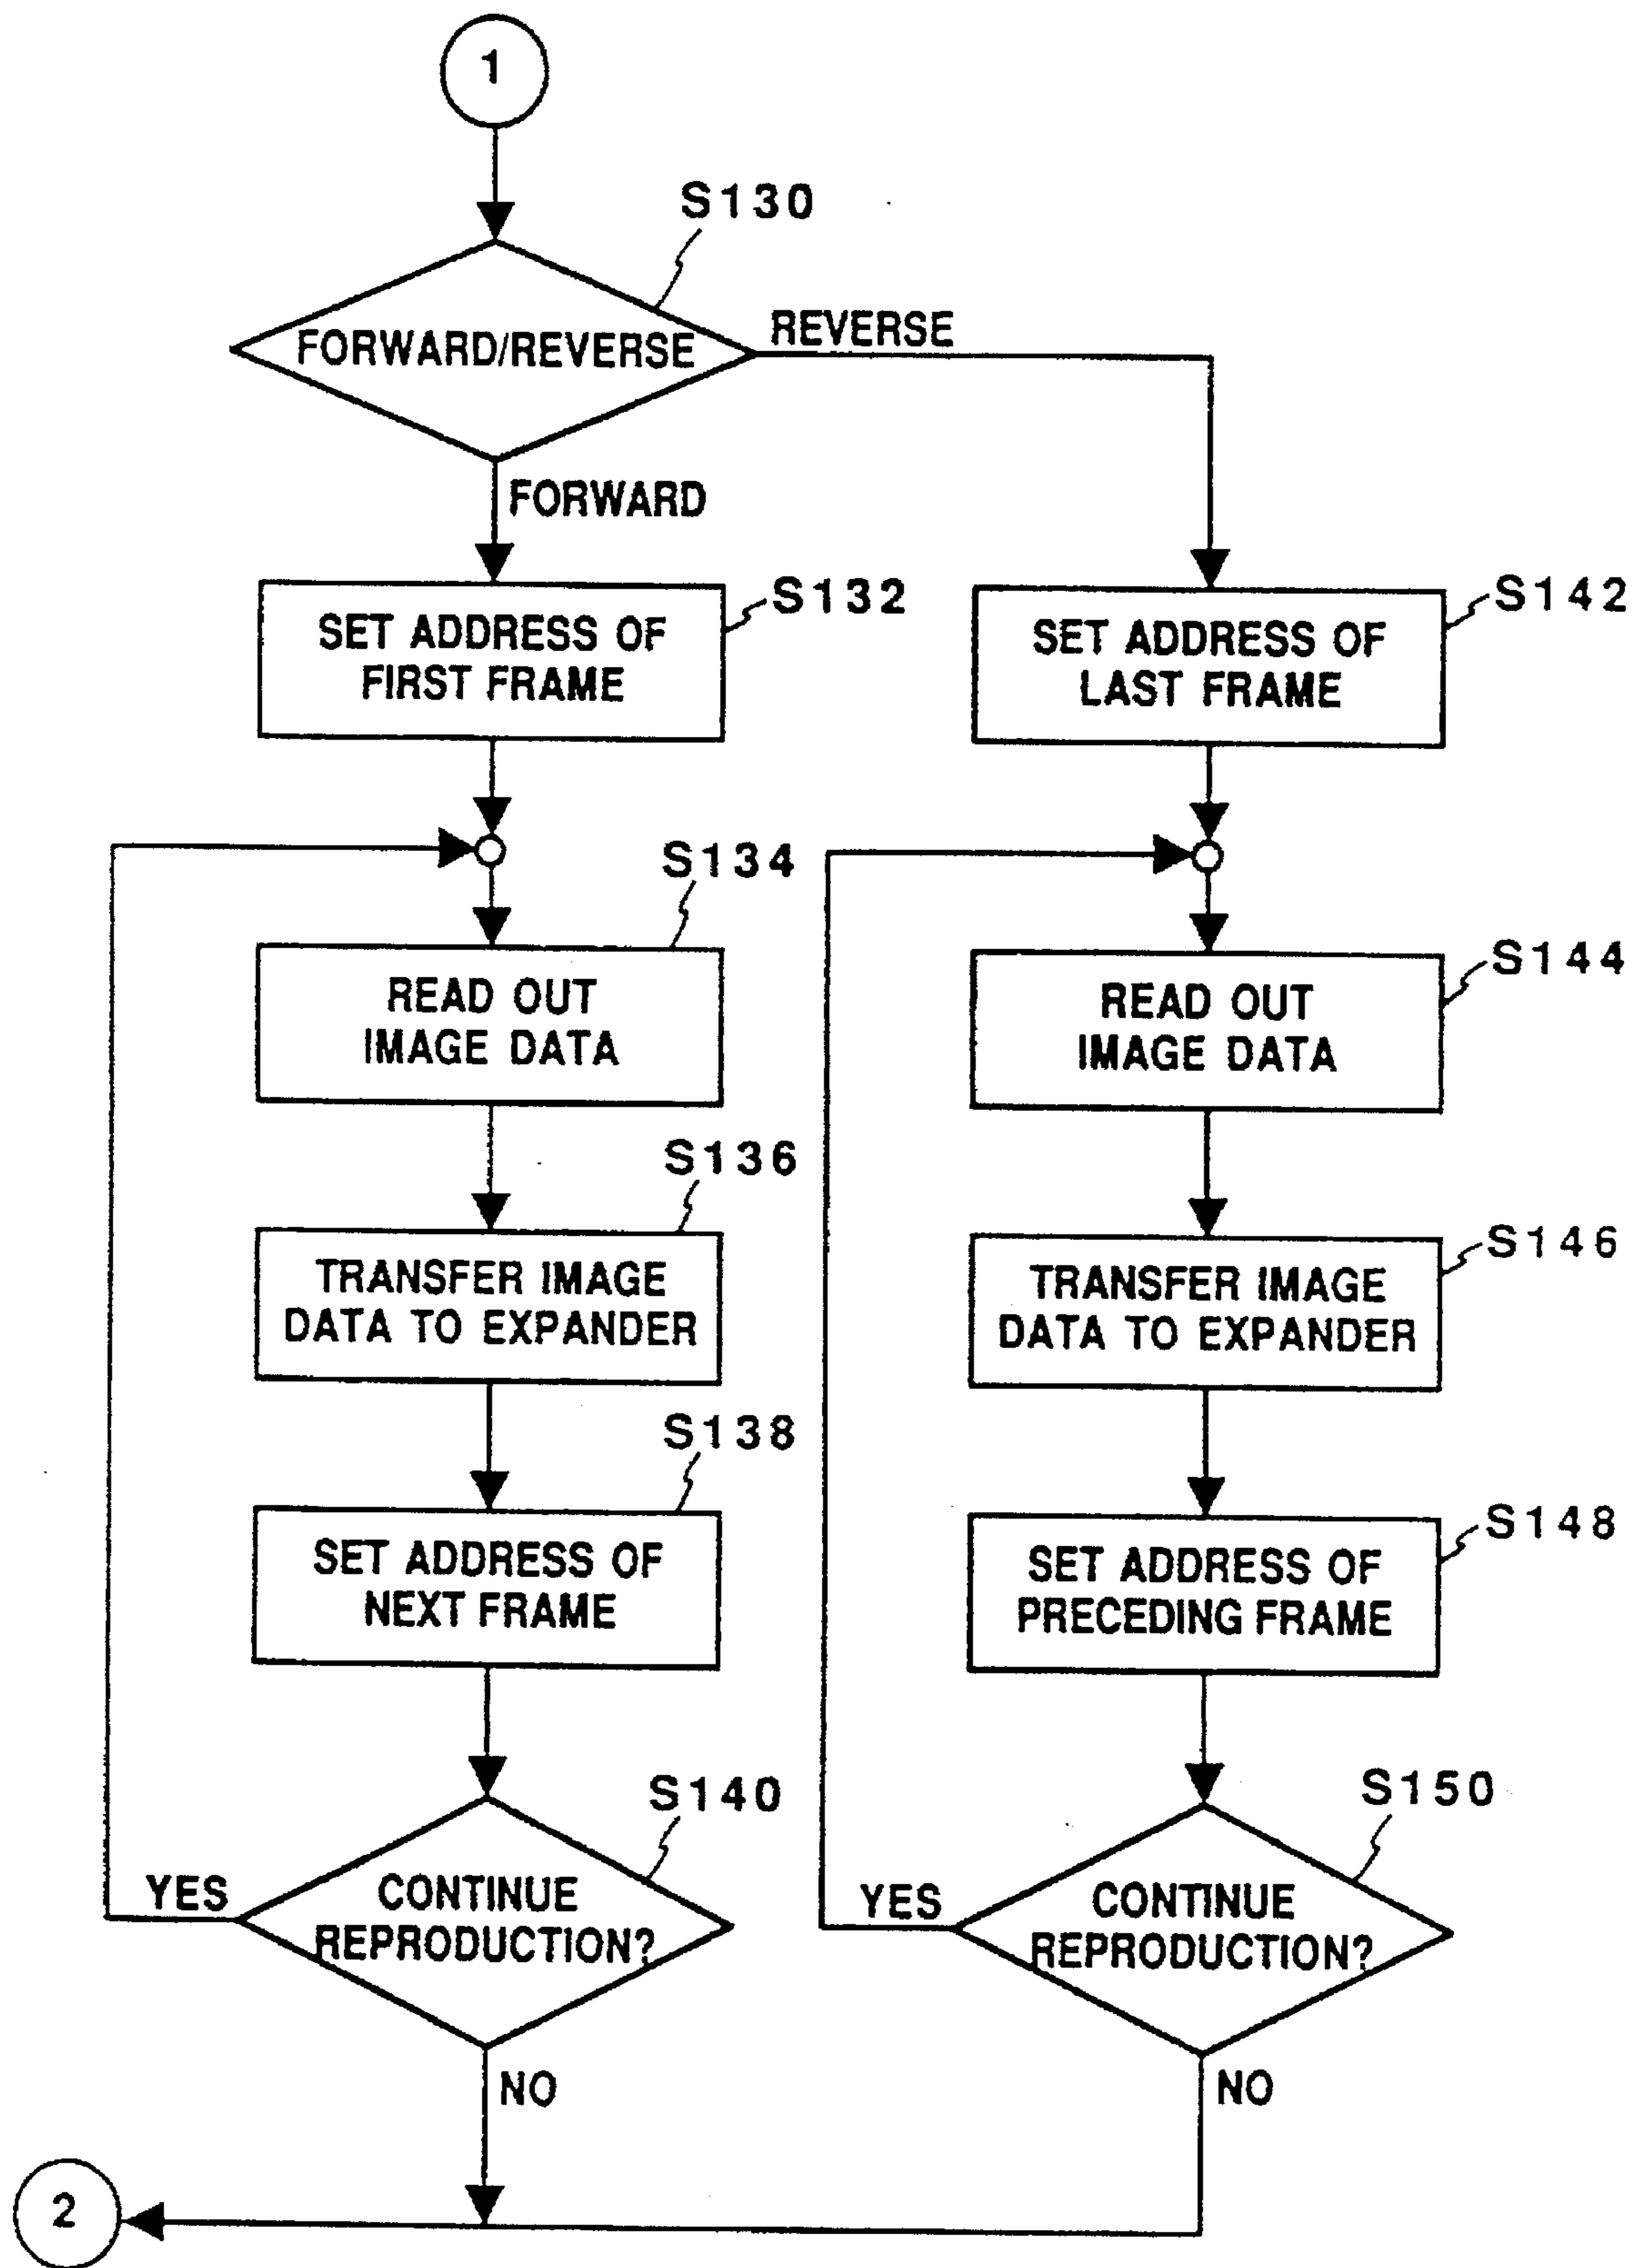 1
S130
FORWARD/REVERSE
REVERSE
FORWARD
S132
SET ADDRESS OF
FIRST FRAME
S134
READ OUT
IMAGE DATA
S136
TRANSFER IMAGE
DATA TO EXPANDER
S138
SET ADDRESS OF
NEXT FRAME
S140
CONTINUE
REPRODUCTION?
YES
NO
S142
SET ADDRESS OF
LAST FRAME
S144
READ OUT
IMAGE DATA
S146
TRANSFER IMAGE
DATA TO EXPANDER
S148
SET ADDRESS OF
PRECEDING FRAME
S150
CONTINUE
REPRODUCTION?
YES
NO
2